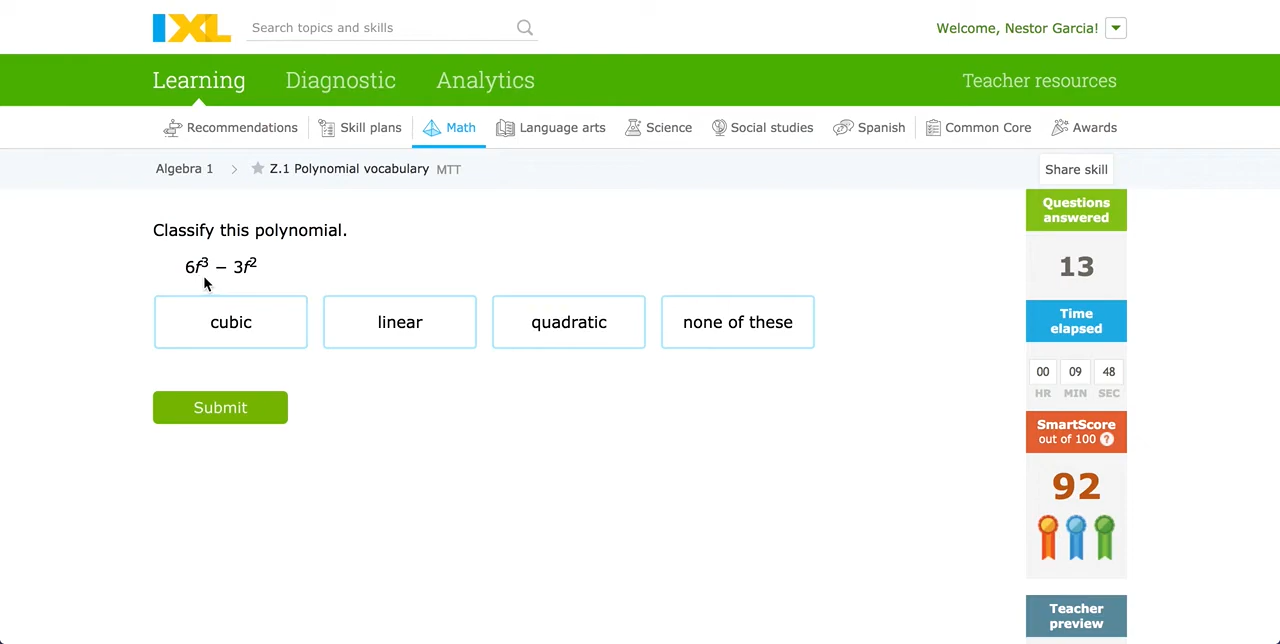 IXL Search topics and skills Welcome, Nestor Garcia!
Learning Diagnostic Analytics Teacher resources
Recommendations Skill plans Math Language arts Science Social studies Spanish Common Core Awards
Algebra 1 > Z.1 Polynomial vocabulary MTT Share skill
Classify this polynomial.
6f³ − 3f²
cubic linear quadratic none of these
Submit
Questions
answered
13
Time
elapsed
00 09 48
HR MIN SEC
SmartScore
out of 100 ?
92
Teacher
preview